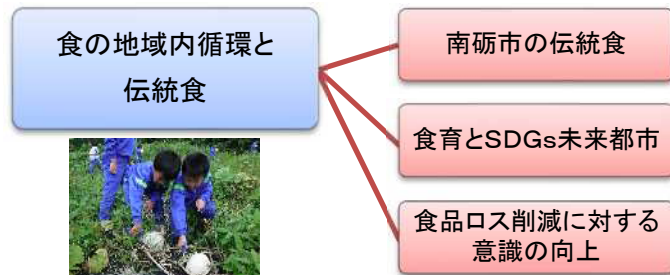 食の地域内循環と
伝統食
南砺市の伝統食
食育とSDGs未来都市
食品ロス削減に対する
意識の向上